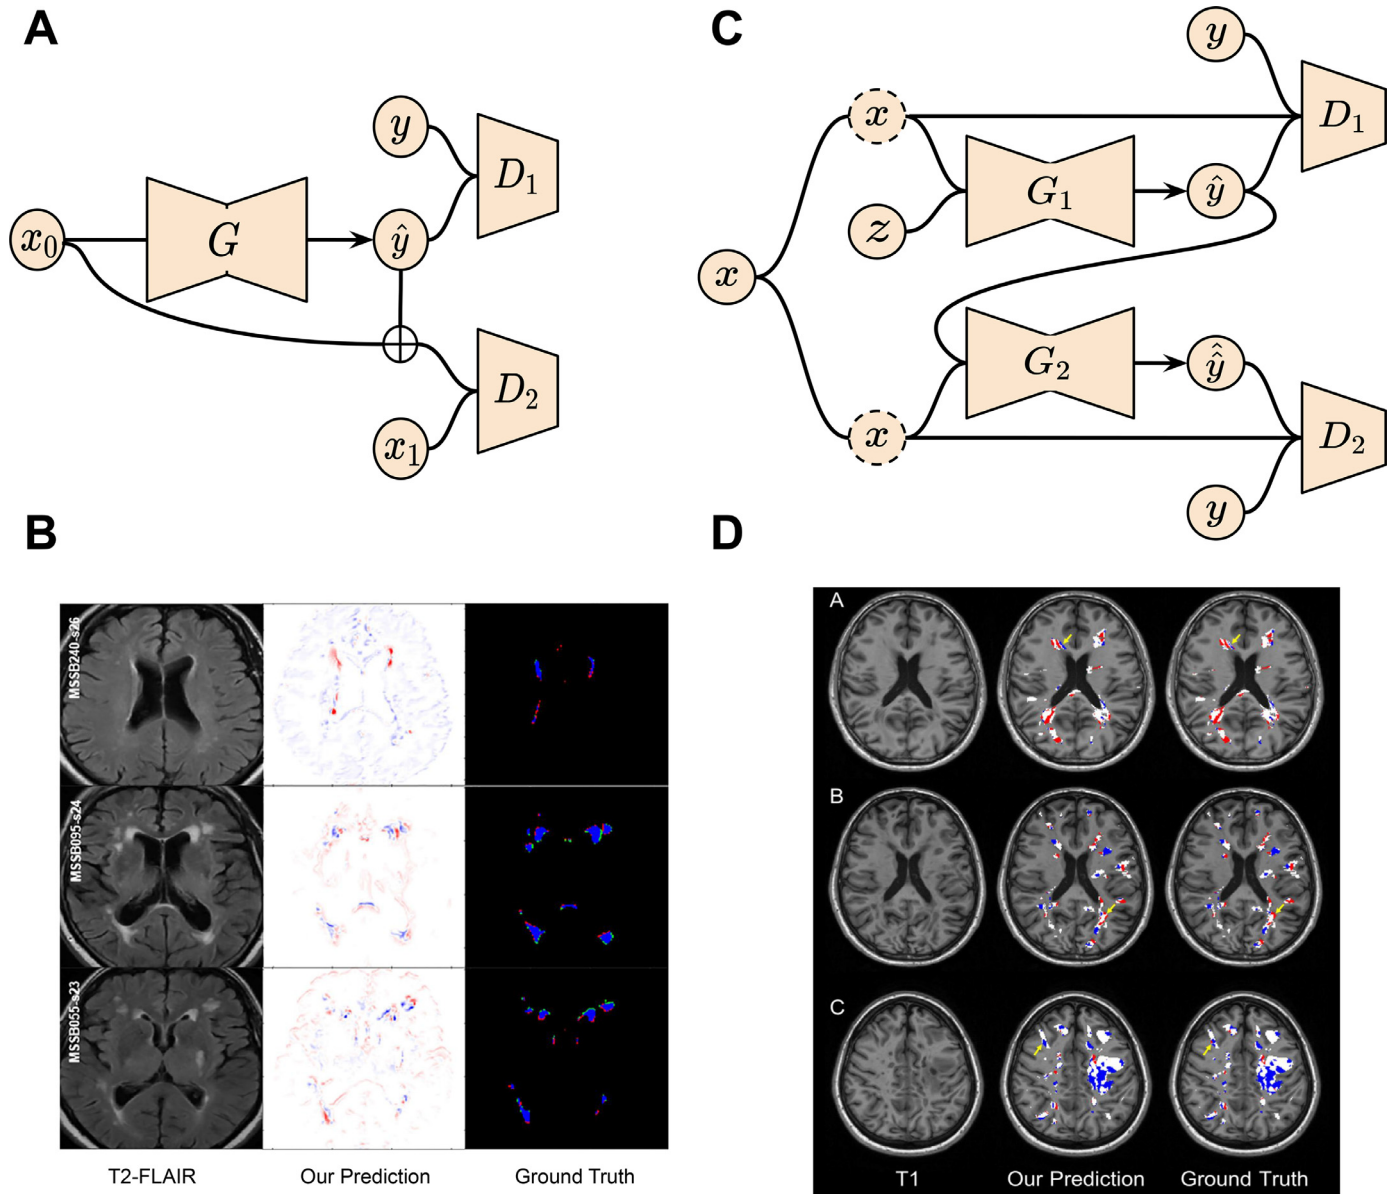 A
y
D₁
x₀
G
ŷ
D₂
x₁
C
y
x
D₁
G₁
ŷ
z
x
G₂
ŷ̂
x
D₂
y
B
MSSB240-s26
MSSB095-s24
MSSB055-s23
T2-FLAIR
Our Prediction
Ground Truth
D
A
B
C
T1
Our Prediction
Ground Truth